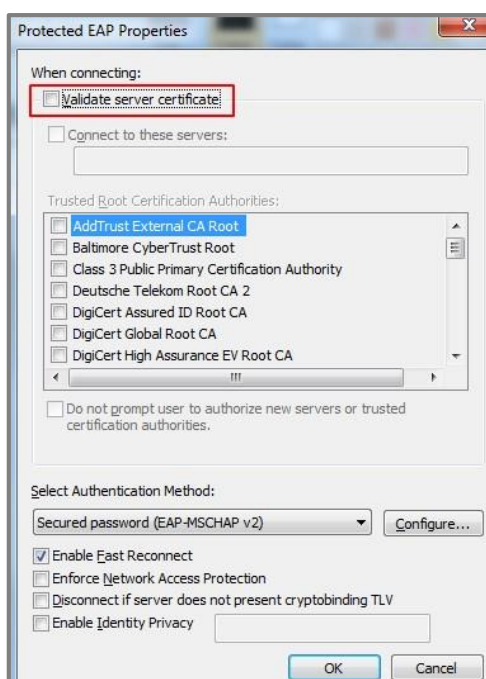 Protected EAP Properties
When connecting:
Validate server certificate
Connect to these servers:
Trusted Root Certification Authorities:
AddTrust External CA Root
Baltimore CyberTrust Root
Class 3 Public Primary Certification Authority
Deutsche Telekom Root CA 2
DigiCert Assured ID Root CA
DigiCert Global Root CA
DigiCert High Assurance EV Root CA
Do not prompt user to authorize new servers or trusted
certification authorities.
Select Authentication Method:
Secured password (EAP-MSCHAP v2) Configure...
Enable Fast Reconnect
Enforce Network Access Protection
Disconnect if server does not present cryptobinding TLV
Enable Identity Privacy
OK Cancel